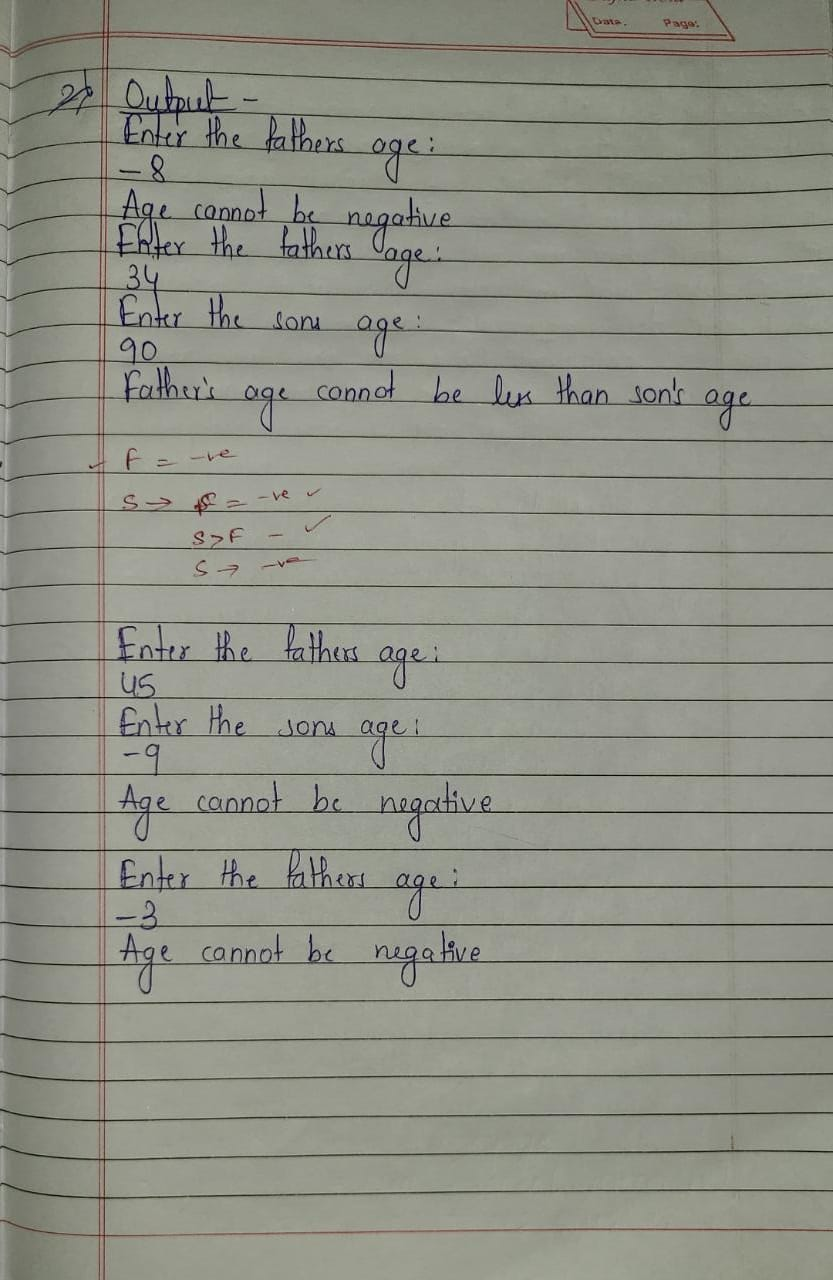 Date. Page:
2) Output -
Enter the fathers age:
-8
Age cannot be negative
Enter the fathers age:
34
Enter the sons age:
90
Father's age cannot be less than son's age
F = -ve
S → = -ve ✓
S>F - ✓
S → -ve
Enter the fathers age:
45
Enter the sons age:
-9
Age cannot be negative
Enter the fathers age:
-3
Age cannot be negative